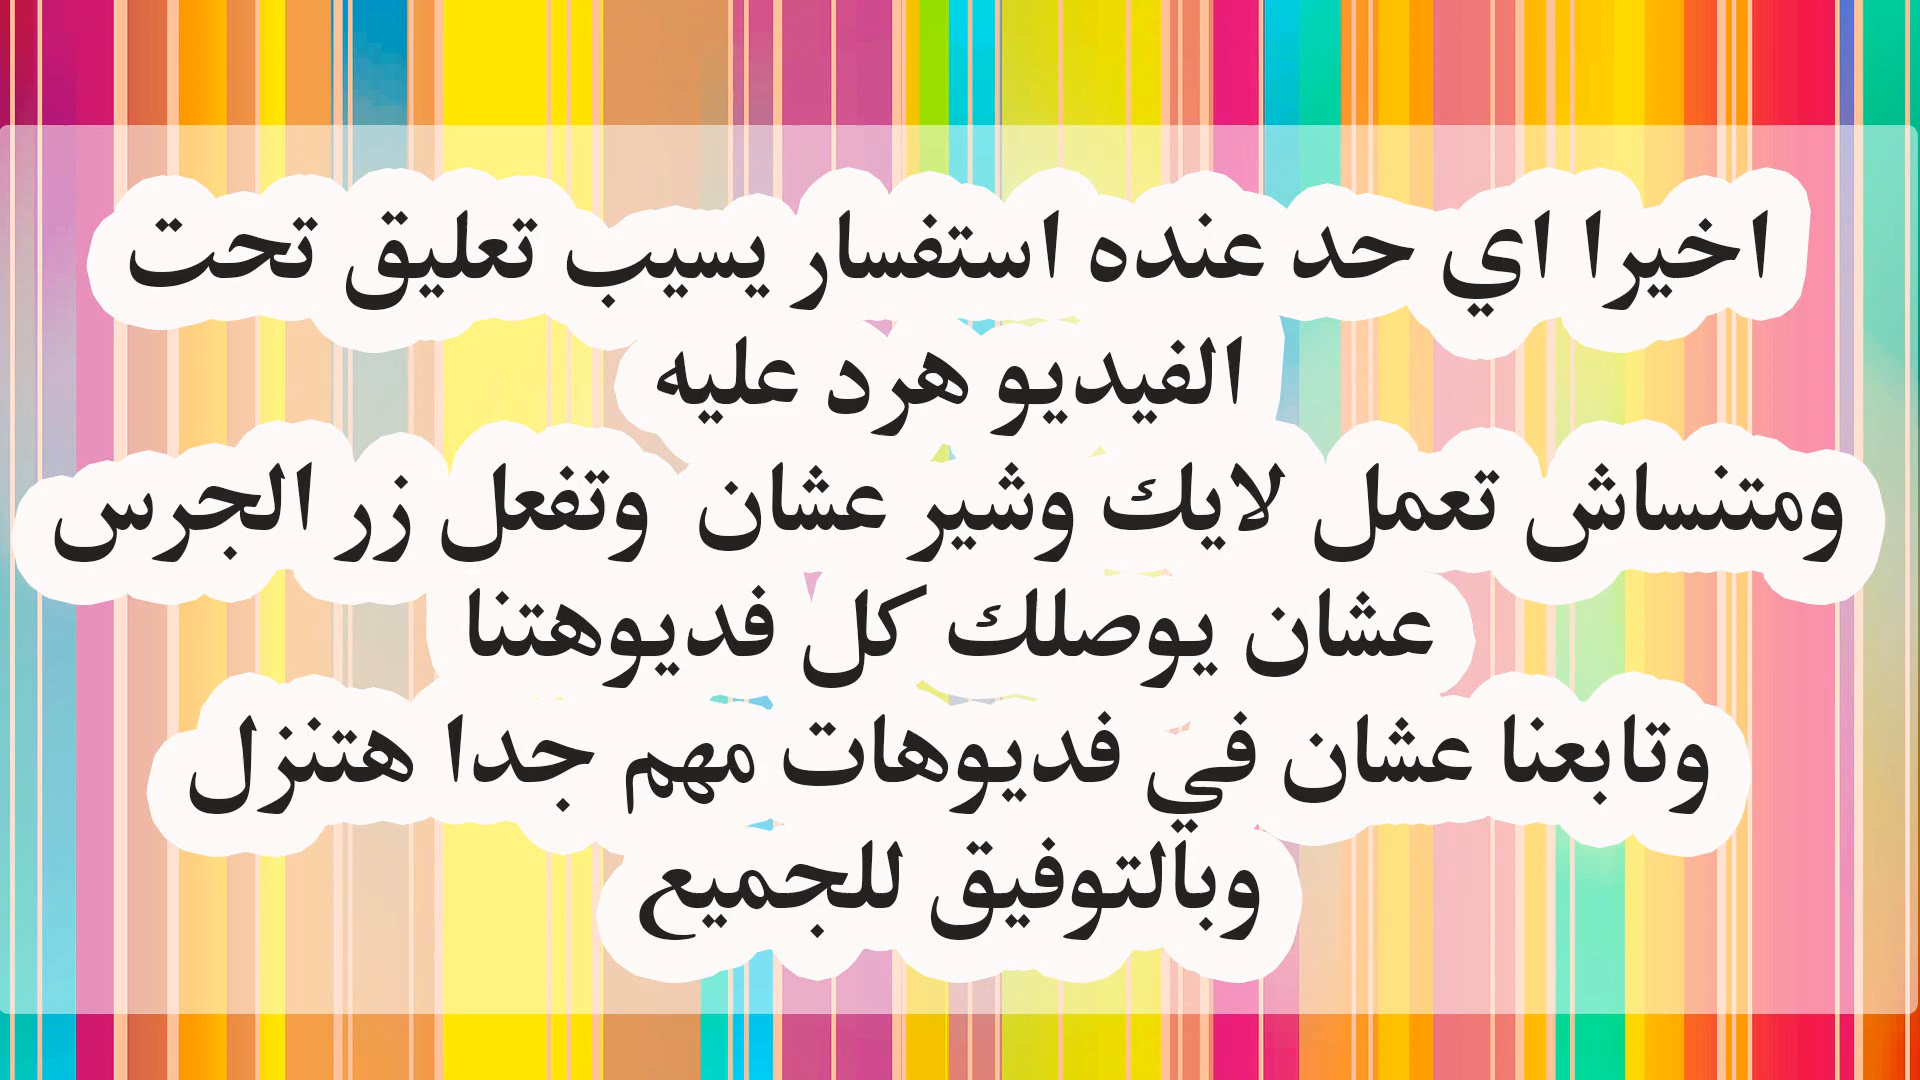 اخيرا اي حد عنده استفسار يسيب تعليق تحت
الفيديو هرد عليه
ومتنساش تعمل لايك وشير عشان وتفعل زر الجرس
عشان يوصلك كل فديوهتنا
وتابعنا عشان في فديوهات مهم جدا هتنزل
وبالتوفيق للجميع